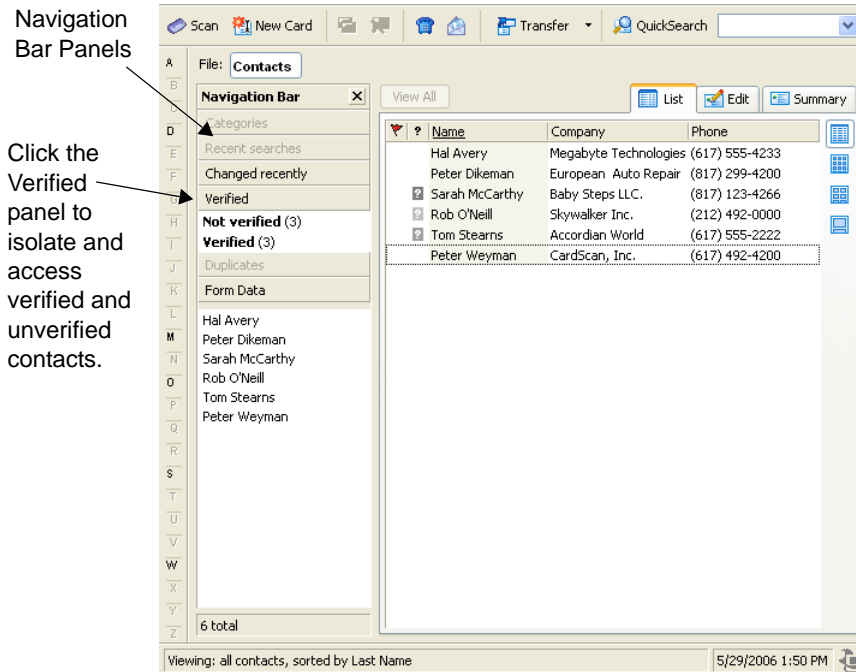 Navigation
Bar Panels
Click the
Verified
panel to
isolate and
access
verified and
unverified
contacts.
Scan New Card Transfer QuickSearch
File: Contacts
A
B
D
E
F
G
H
I
J
K
L
M
N
O
P
Q
R
S
T
U
V
W
X
Y
Z
Navigation Bar
Categories
Recent searches
Changed recently
Verified
Not verified (3)
Verified (3)
Duplicates
Form Data
Hal Avery
Peter Dikeman
Sarah McCarthy
Rob O'Neill
Tom Stearns
Peter Weyman
6 total
View All List Edit Summary
? Name Company Phone
Hal Avery Megabyte Technologies (617) 555-4233
Peter Dikeman European Auto Repair (817) 299-4200
? Sarah McCarthy Baby Steps LLC. (817) 123-4266
? Rob O'Neill Skywalker Inc. (212) 492-0000
? Tom Stearns Accordian World (617) 555-2222
Peter Weyman CardScan, Inc. (617) 492-4200
Viewing: all contacts, sorted by Last Name 5/29/2006 1:50 PM